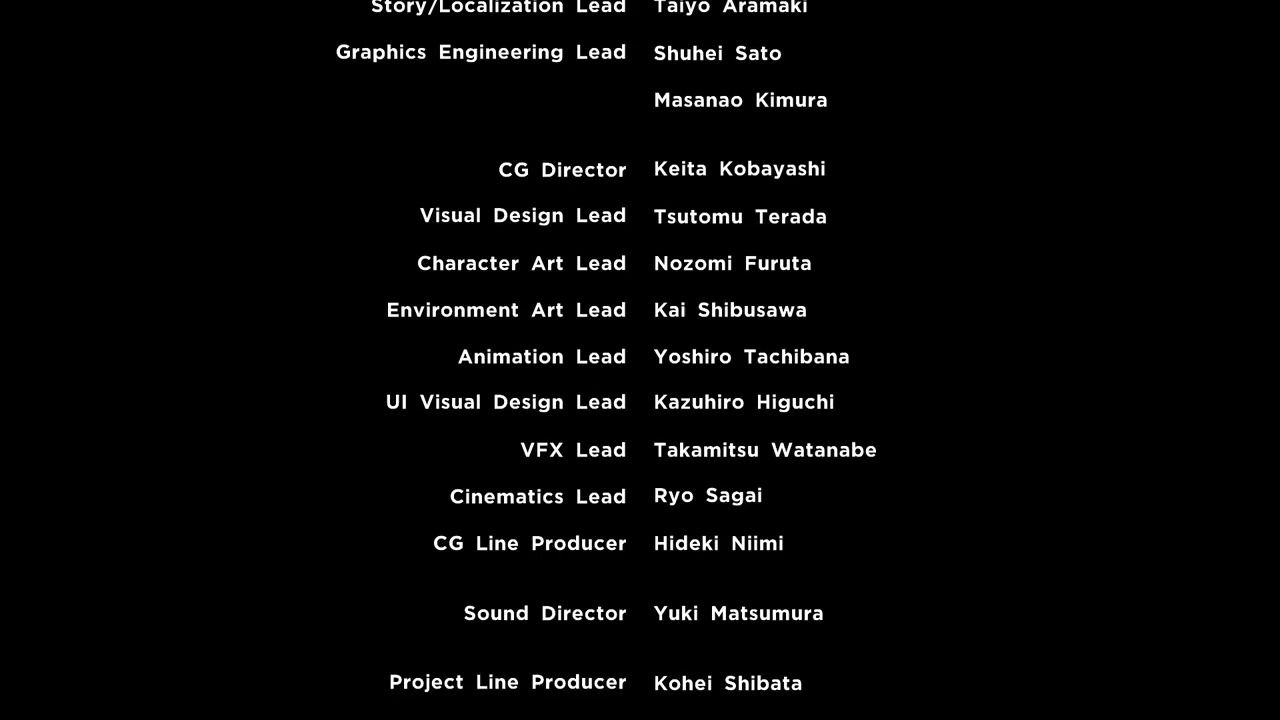 Story/Localization Lead Taiyo Aramaki
Graphics Engineering Lead Shuhei Sato
Masanao Kimura
CG Director Keita Kobayashi
Visual Design Lead Tsutomu Terada
Character Art Lead Nozomi Furuta
Environment Art Lead Kai Shibusawa
Animation Lead Yoshiro Tachibana
UI Visual Design Lead Kazuhiro Higuchi
VFX Lead Takamitsu Watanabe
Cinematics Lead Ryo Sagai
CG Line Producer Hideki Niimi
Sound Director Yuki Matsumura
Project Line Producer Kohei Shibata